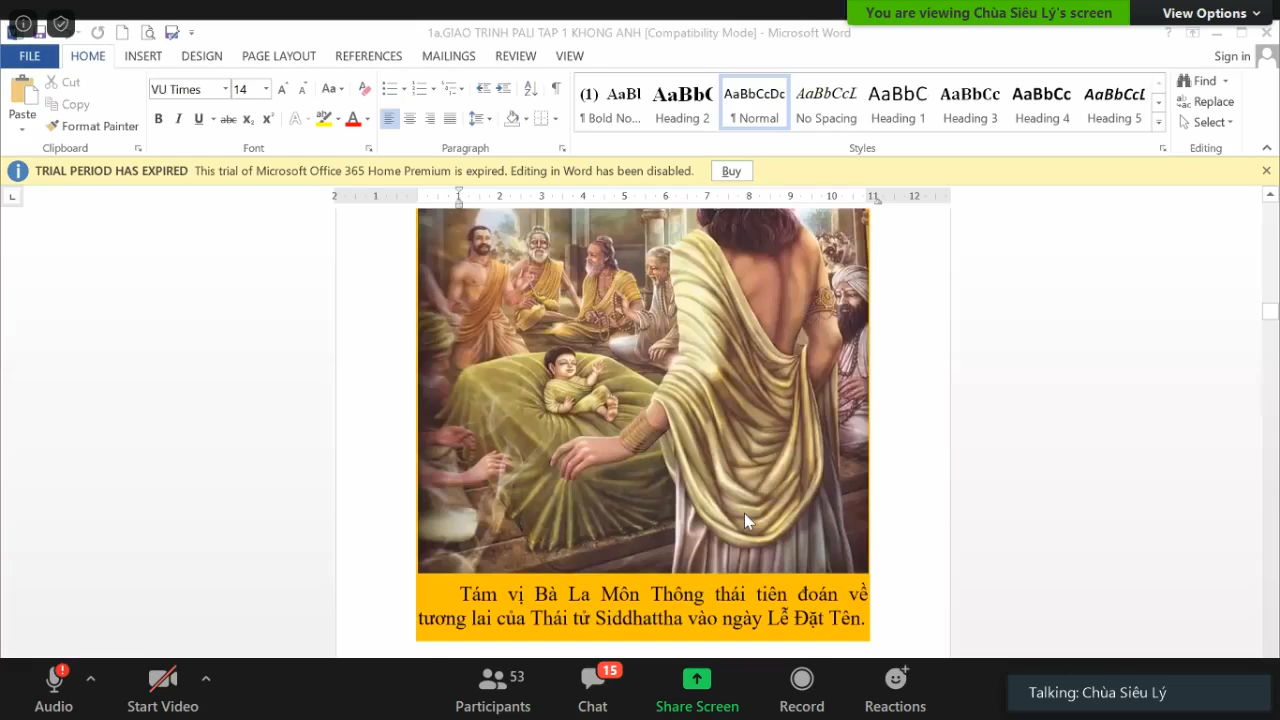 You are viewing Chùa Siêu Lý's screen
View Options
1a.GIAO TRINH PALI TAP 1 KHONG ANH [Compatibility Mode] - Microsoft Word
FILE HOME INSERT DESIGN PAGE LAYOUT REFERENCES MAILINGS REVIEW VIEW Sign in
Paste
Cut
Copy
Format Painter
Clipboard
VU Times 14
Font
Paragraph
(1) AaBl AaBbC AaBbCcDc AaBbCcL AaBbC AaBbCc AaBbCc AaBbCcL
¶ Bold No... Heading 2 ¶ Normal No Spacing Heading 1 Heading 3 Heading 4 Heading 5
Styles
Find
Replace
Select
Editing
TRIAL PERIOD HAS EXPIRED This trial of Microsoft Office 365 Home Premium is expired. Editing in Word has been disabled. Buy
2 1 1 2 3 4 5 6 7 8 9 10 11 12
Tám vị Bà La Môn Thông thái tiên đoán về
tương lai của Thái tử Siddhattha vào ngày Lễ Đặt Tên.
Audio
Start Video
53
Participants
15
Chat
Share Screen
Record
Reactions
Talking: Chùa Siêu Lý